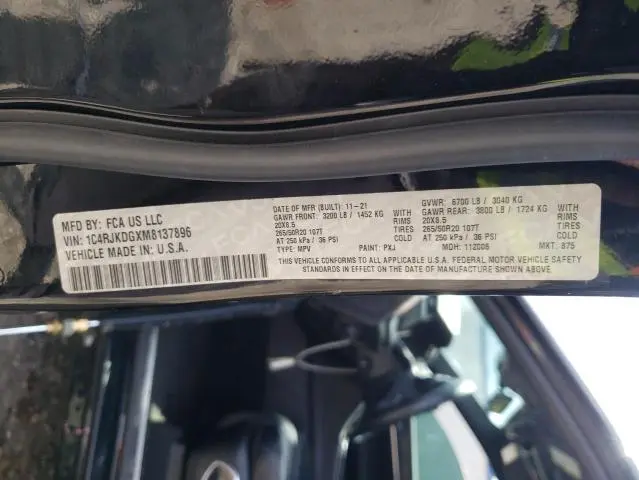 MFD BY: FCA US LLC
VIN: 1C4RJKDGXM8137896
VEHICLE MADE IN: U.S.A.
DATE OF MFR (BUILT): 11-21
GAWR FRONT: 3200 LB / 1452 KG WITH
20X8.5 RIMS
265/50R20 107T TIRES
AT 250 kPa / 36 PSI COLD
TYPE: MPV PAINT: PXJ
GVWR: 6700 LB / 3040 KG
GAWR REAR: 3800 LB / 1724 KG WITH
20X8.5 RIMS
265/50R20 107T TIRES
AT 250 kPa / 36 PSI COLD
MDH: 112005 MKT: 875
THIS VEHICLE CONFORMS TO ALL APPLICABLE U.S.A. FEDERAL MOTOR VEHICLE SAFETY
STANDARDS IN EFFECT ON THE DATE OF MANUFACTURE SHOWN ABOVE.